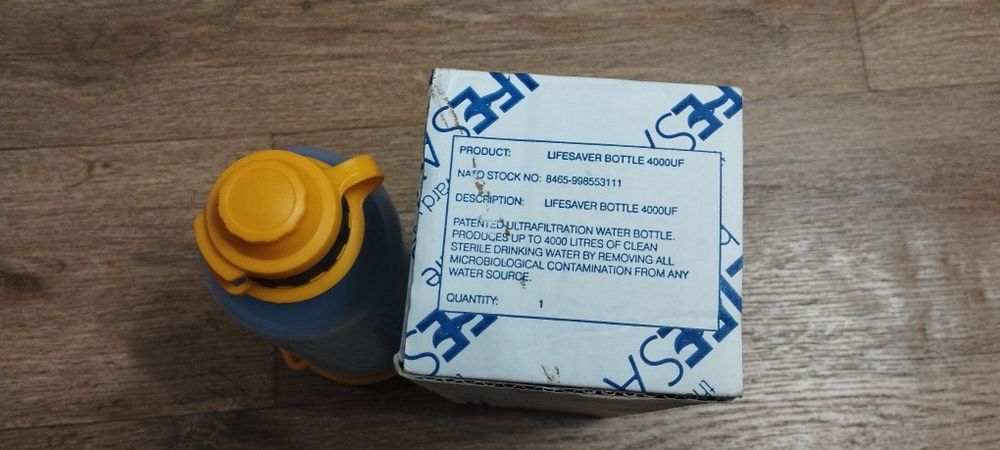 PRODUCT: LIFESAVER BOTTLE 4000UF
NATO STOCK NO: 8465-998553111
DESCRIPTION: LIFESAVER BOTTLE 4000UF
PATENTED ULTRAFILTRATION WATER BOTTLE.
PRODUCES UP TO 4000 LITRES OF CLEAN
STERILE DRINKING WATER BY REMOVING ALL
MICROBIOLOGICAL CONTAMINATION FROM ANY
WATER SOURCE.
QUANTITY: 1